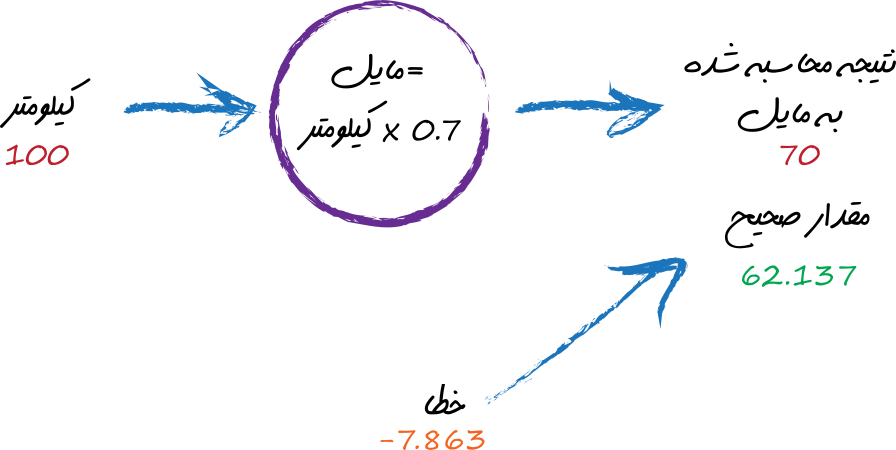 کیلومتر
100
مایل=
کیلومتر x 0.7
نتیجه محاسبه شده
به مایل
70
مقدار صحیح
62.137
خطا
-7.863